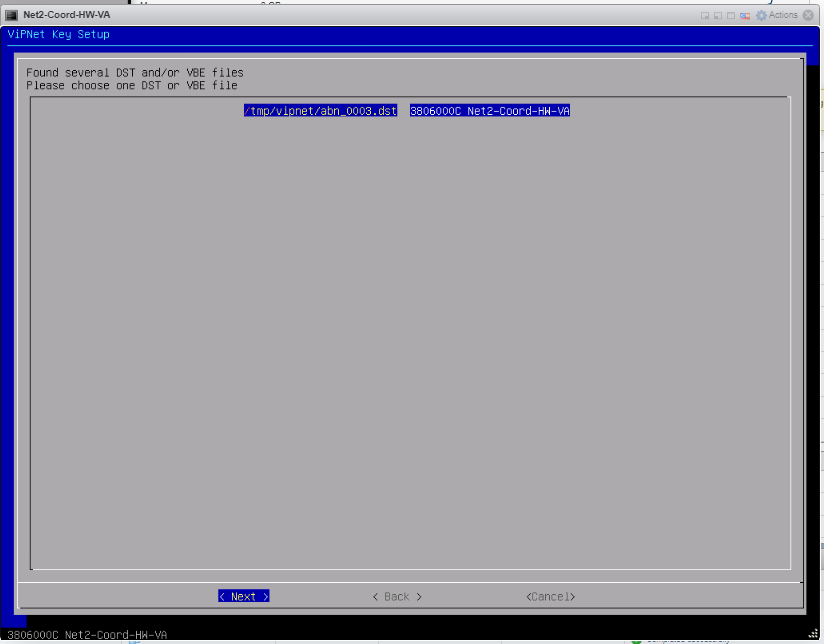 Net2-Coord-HW-VA
Actions
ViPNet Key Setup
Found several DST and/or VBE files
Please choose one DST or VBE file
/tmp/vipnet/abn_0003.dst 3806000C Net2-Coord-HW-VA
< Next > < Back > <Cancel>
3806000C Net2-Coord-HW-VA